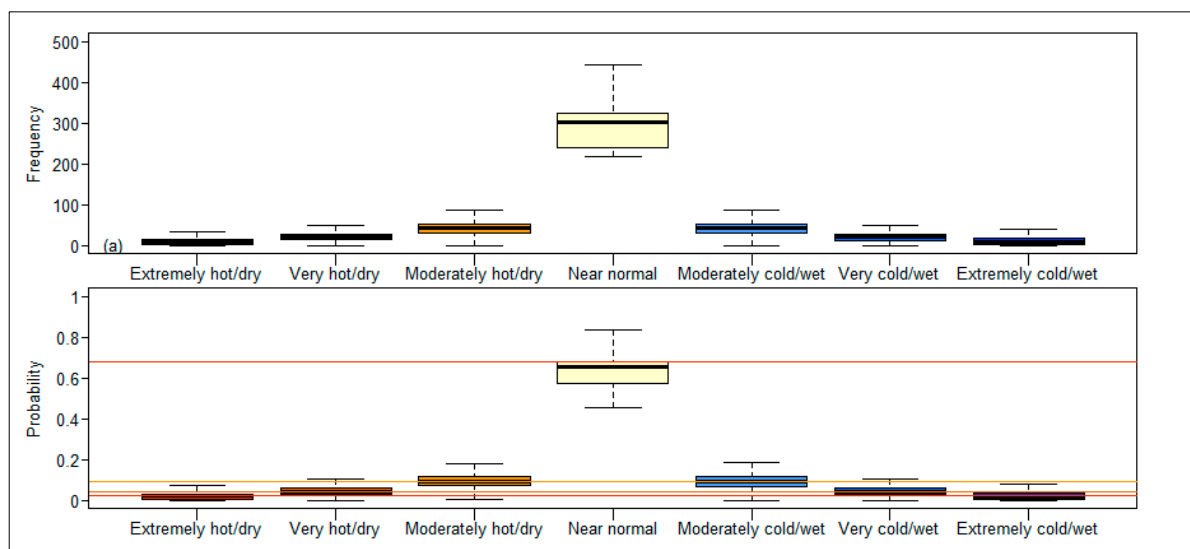 500
400
300
200
100
0
Frequency
(a)
Extremely hot/dry Very hot/dry Moderately hot/dry Near normal Moderately cold/wet Very cold/wet Extremely cold/wet
1
0.8
0.6
0.4
0.2
0
Probability
Extremely hot/dry Very hot/dry Moderately hot/dry Near normal Moderately cold/wet Very cold/wet Extremely cold/wet